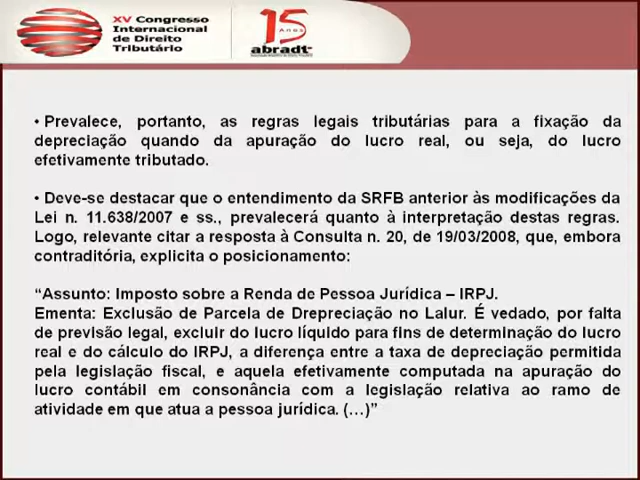 XV Congresso
Internacional
de Direito
Tributário
15
Anos
abradt
• Prevalece, portanto, as regras legais tributárias para a fixação da
depreciação quando da apuração do lucro real, ou seja, do lucro
efetivamente tributado.
• Deve-se destacar que o entendimento da SRFB anterior às modificações da
Lei n. 11.638/2007 e ss., prevalecerá quanto à interpretação destas regras.
Logo, relevante citar a resposta à Consulta n. 20, de 19/03/2008, que, embora
contraditória, explicita o posicionamento:
“Assunto: Imposto sobre a Renda de Pessoa Jurídica – IRPJ.
Ementa: Exclusão de Parcela de Drepreciação no Lalur. É vedado, por falta
de previsão legal, excluir do lucro líquido para fins de determinação do lucro
real e do cálculo do IRPJ, a diferença entre a taxa de depreciação permitida
pela legislação fiscal, e aquela efetivamente computada na apuração do
lucro contábil em consonância com a legislação relativa ao ramo de
atividade em que atua a pessoa jurídica. (...)”